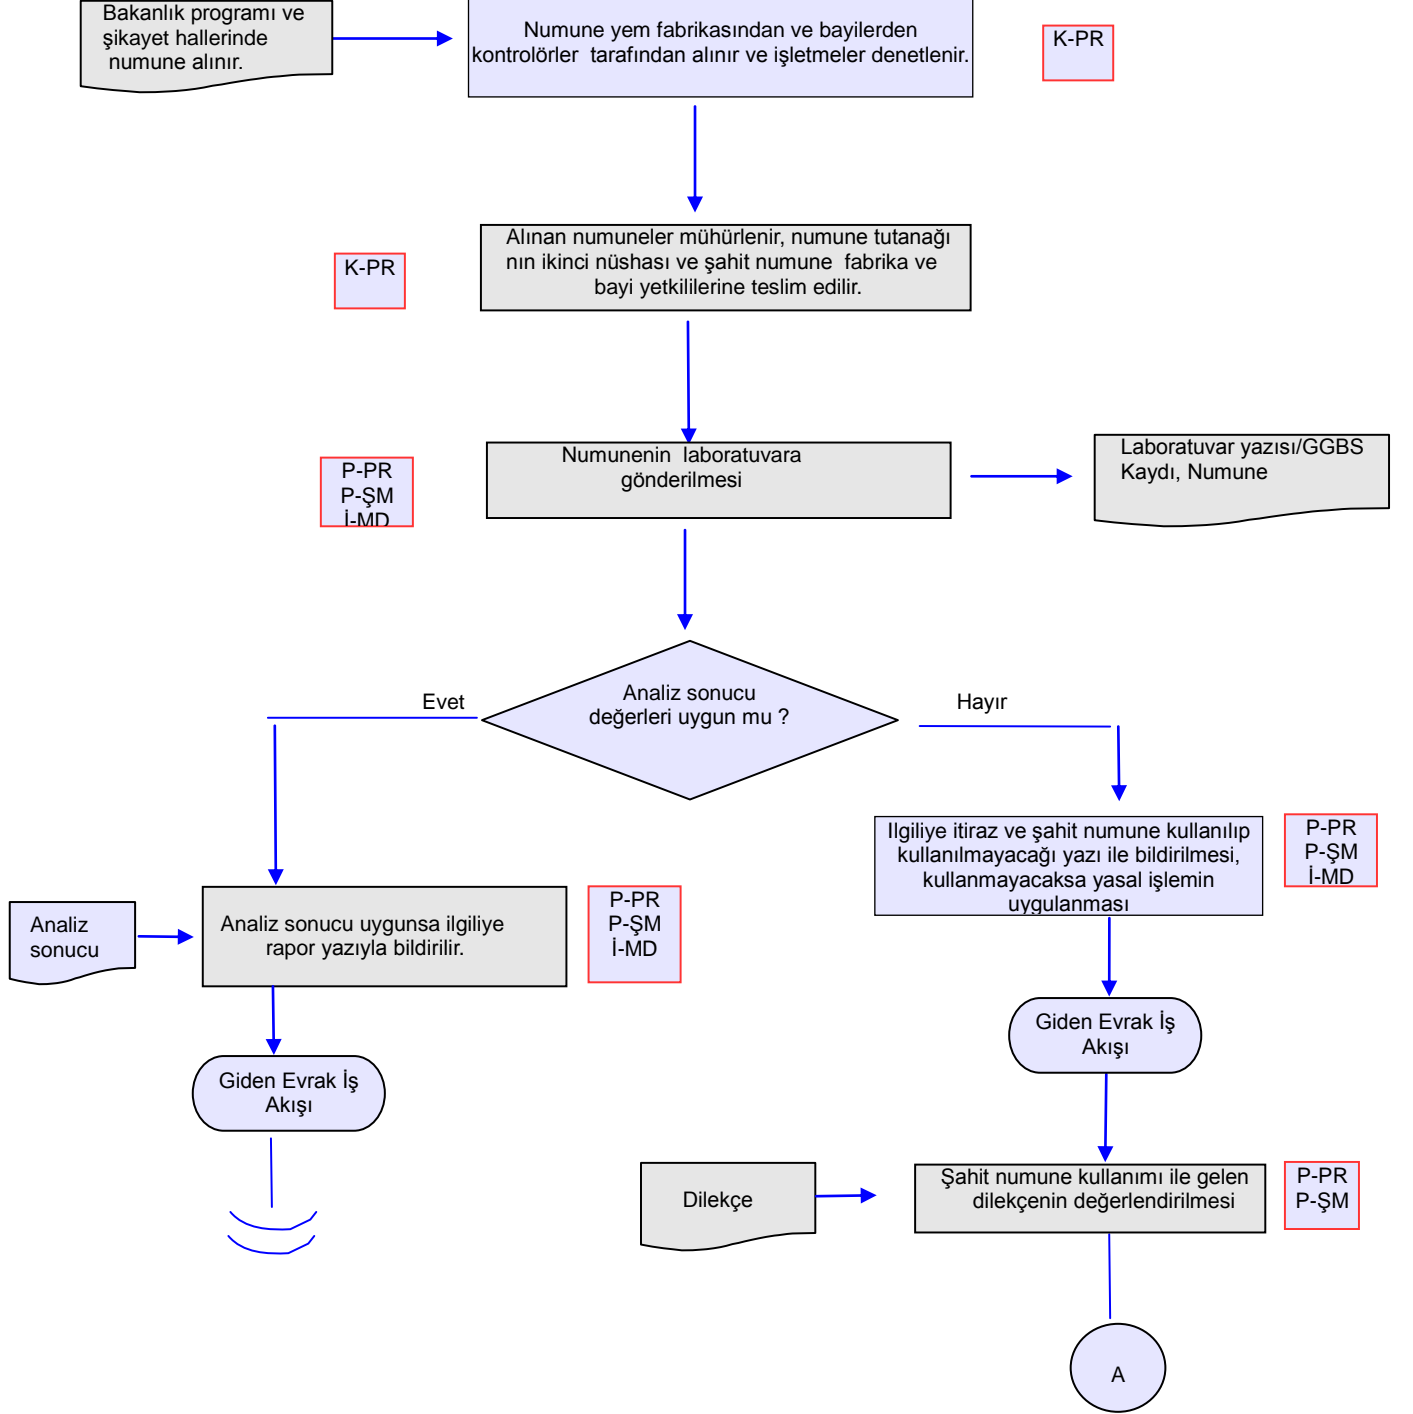 Bakanlık programı ve
şikayet hallerinde
numune alınır.
Numune yem fabrikasından ve bayilerden
kontrolörler tarafından alınır ve işletmeler denetlenir.
K-PR
K-PR
Alınan numuneler mühürlenir, numune tutanağı
nın ikinci nüshası ve şahit numune fabrika ve
bayi yetkililerine teslim edilir.
P-PR
P-ŞM
İ-MD
Numunenin laboratuvara
gönderilmesi
Laboratuvar yazısı/GGBS
Kaydı, Numune
Evet
Analiz sonucu
değerleri uygun mu ?
Hayır
Ilgiliye itiraz ve şahit numune kullanılıp
kullanılmayacağı yazı ile bildirilmesi,
kullanmayacaksa yasal işlemin
uygulanması
P-PR
P-ŞM
İ-MD
Analiz
sonucu
Analiz sonucu uygunsa ilgiliye
rapor yazıyla bildirilir.
P-PR
P-ŞM
İ-MD
Giden Evrak İş
Akışı
Giden Evrak İş
Akışı
Dilekçe
Şahit numune kullanımı ile gelen
dilekçenin değerlendirilmesi
P-PR
P-ŞM
A